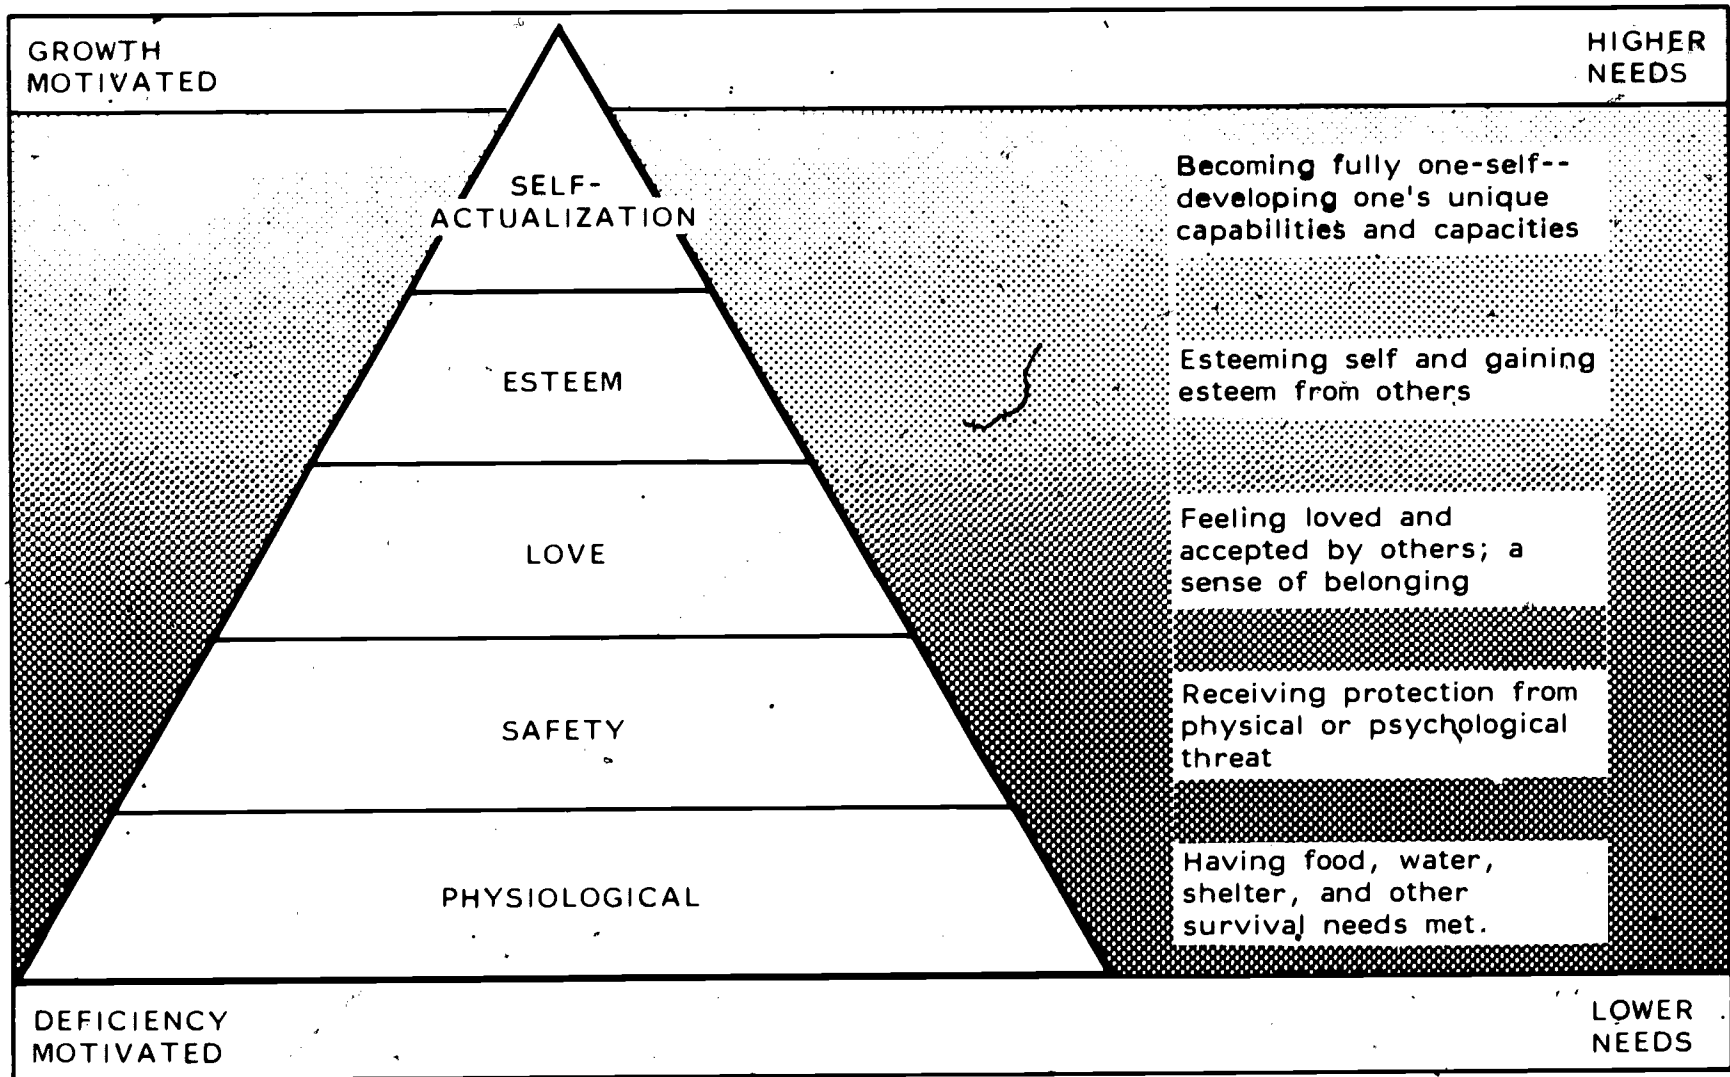 GROWTH
MOTIVATED
HIGHER
NEEDS
SELF-
ACTUALIZATION
Becoming fully one-self--
developing one's unique
capabilities and capacities
ESTEEM
Esteeming self and gaining
esteem from others
LOVE
Feeling loved and
accepted by others; a
sense of belonging
SAFETY
Receiving protection from
physical or psychological
threat
PHYSIOLOGICAL
Having food, water,
shelter, and other
survival needs met.
DEFICIENCY
MOTIVATED
LOWER
NEEDS